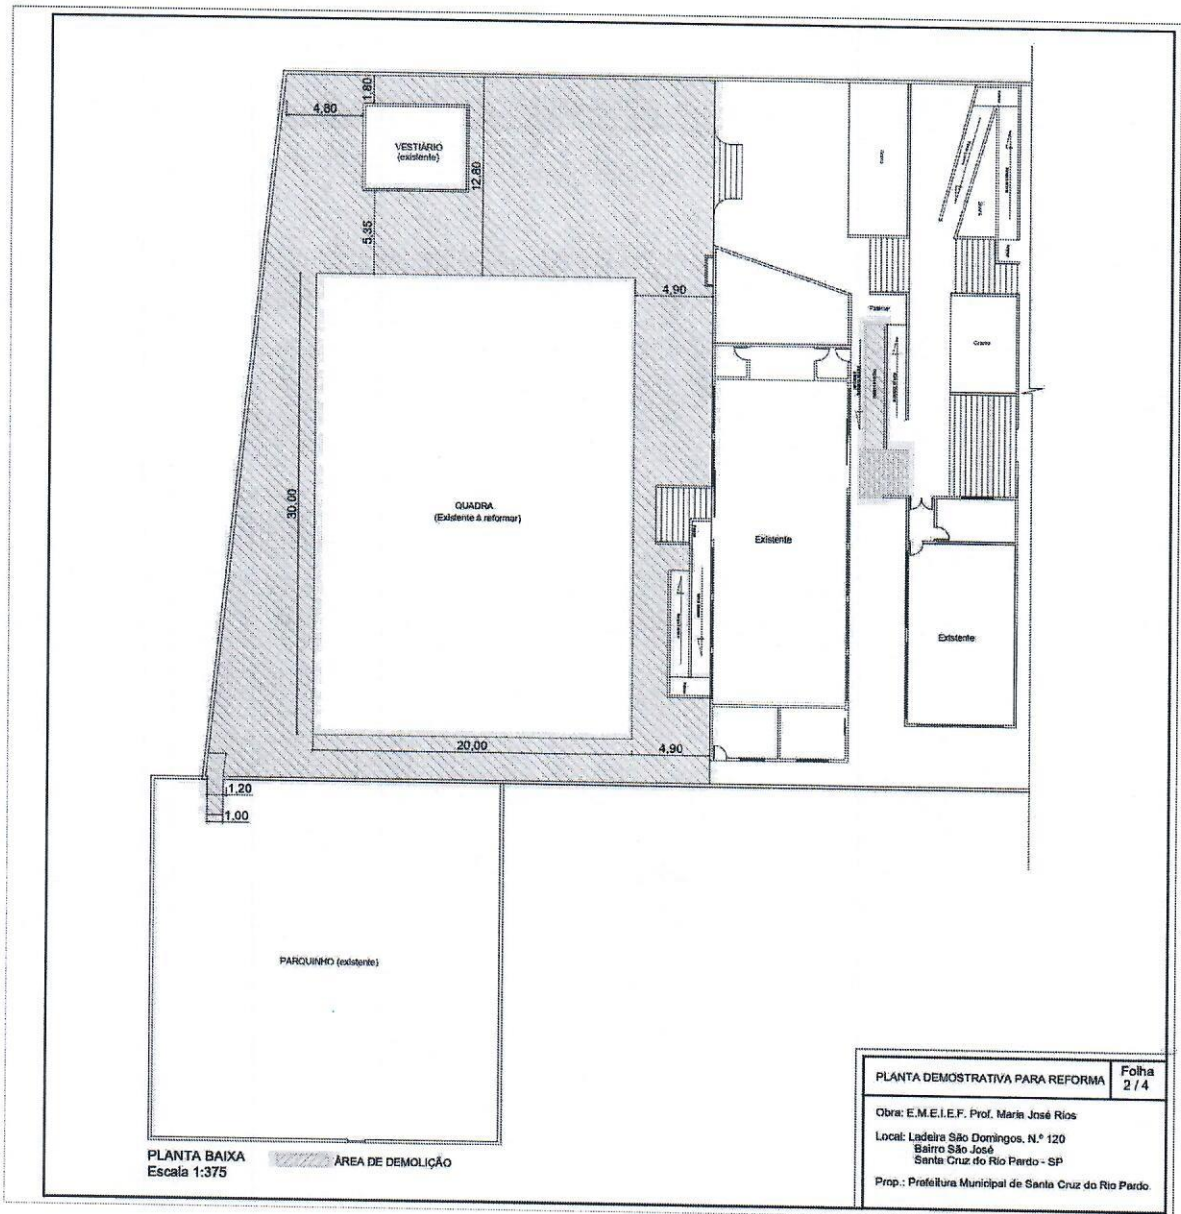 1,80
4,80
VESTIÁRIO
(existente)
12,80
5,35
4,90
Patamar
Grama
30,00
QUADRA
(Existente à reformar)
Existente
Existente
20,00
4,90
1,20
1,00
PARQUINHO (existente)
PLANTA BAIXA
Escala 1:375
ÁREA DE DEMOLIÇÃO
PLANTA DEMOSTRATIVA PARA REFORMA
Folha
2 / 4
Obra: E.M.E.I.E.F. Prof. Maria José Rios
Local: Ladeira São Domingos, N.º 120
Bairro São José
Santa Cruz do Rio Pardo - SP
Prop.: Prefeitura Municipal de Santa Cruz do Rio Pardo.